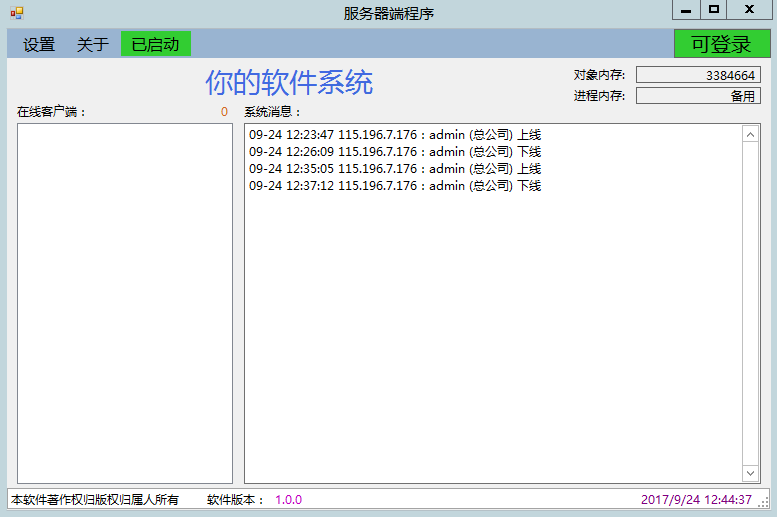 服务器端程序
设置 关于 已启动 可登录
你的软件系统
对象内存: 3384664
进程内存: 备用
在线客户端： 0 系统消息：
09-24 12:23:47 115.196.7.176 : admin (总公司) 上线
09-24 12:26:09 115.196.7.176 : admin (总公司) 下线
09-24 12:35:05 115.196.7.176 : admin (总公司) 上线
09-24 12:37:12 115.196.7.176 : admin (总公司) 下线
本软件著作权归版权归属人所有 软件版本： 1.0.0 2017/9/24 12:44:37